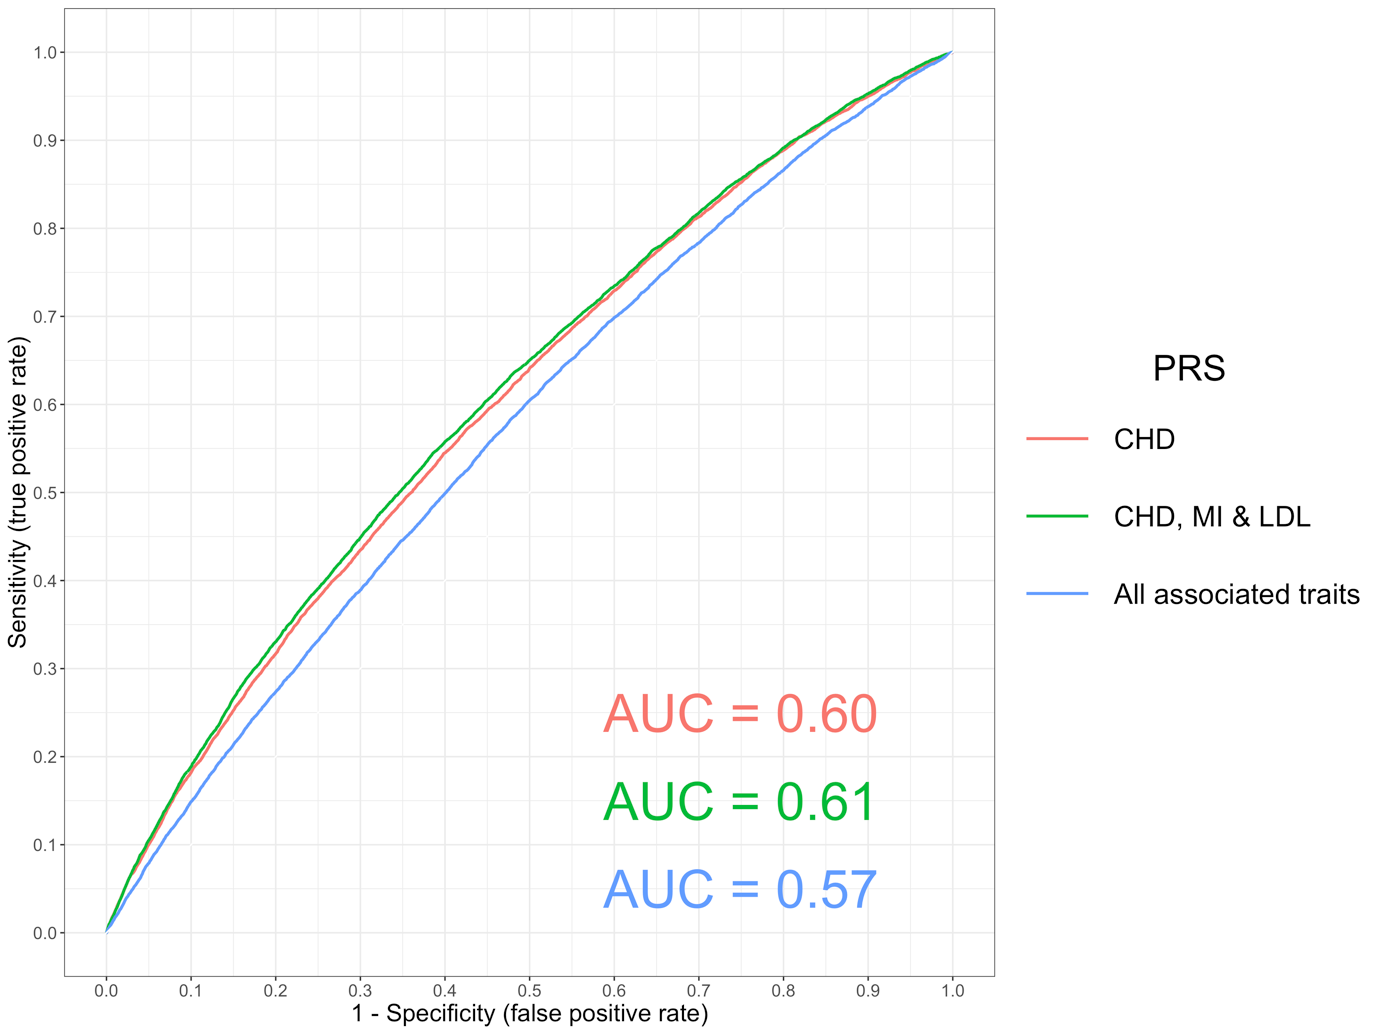 Sensitivity (true positive rate)
1.0
0.9
0.8
0.7
0.6
0.5
0.4
0.3
0.2
0.1
0.0
AUC = 0.60
AUC = 0.61
AUC = 0.57
0.0 0.1 0.2 0.3 0.4 0.5 0.6 0.7 0.8 0.9 1.0
1 - Specificity (false positive rate)
PRS
CHD
CHD, MI & LDL
All associated traits